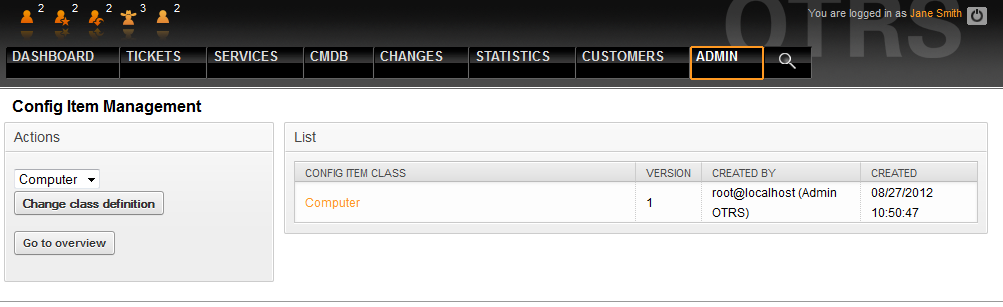 2 2 2 3 2
You are logged in as Jane Smith
OTRS
DASHBOARD TICKETS SERVICES CMDB CHANGES STATISTICS CUSTOMERS ADMIN
Config Item Management
Actions
Computer
Change class definition
Go to overview
List
CONFIG ITEM CLASS VERSION CREATED BY CREATED
Computer 1 root@localhost (Admin 08/27/2012
OTRS) 10:50:47